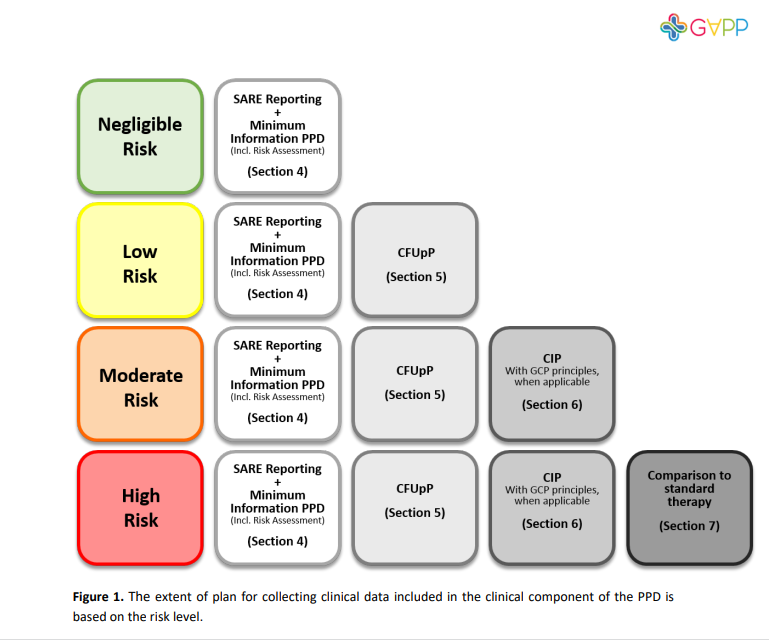 GAPP
Negligible
Risk
SARE Reporting
+
Minimum
Information PPD
(Incl. Risk Assessment)
(Section 4)
Low
Risk
SARE Reporting
+
Minimum
Information PPD
(Incl. Risk Assessment)
(Section 4)
CFUpP
(Section 5)
Moderate
Risk
SARE Reporting
+
Minimum
Information PPD
(Incl. Risk Assessment)
(Section 4)
CFUpP
(Section 5)
CIP
With GCP principles,
when applicable
(Section 6)
High
Risk
SARE Reporting
+
Minimum
Information PPD
(Incl. Risk Assessment)
(Section 4)
CFUpP
(Section 5)
CIP
With GCP principles,
when applicable
(Section 6)
Comparison to
standard
therapy
(Section 7)
Figure 1. The extent of plan for collecting clinical data included in the clinical component of the PPD is
based on the risk level.